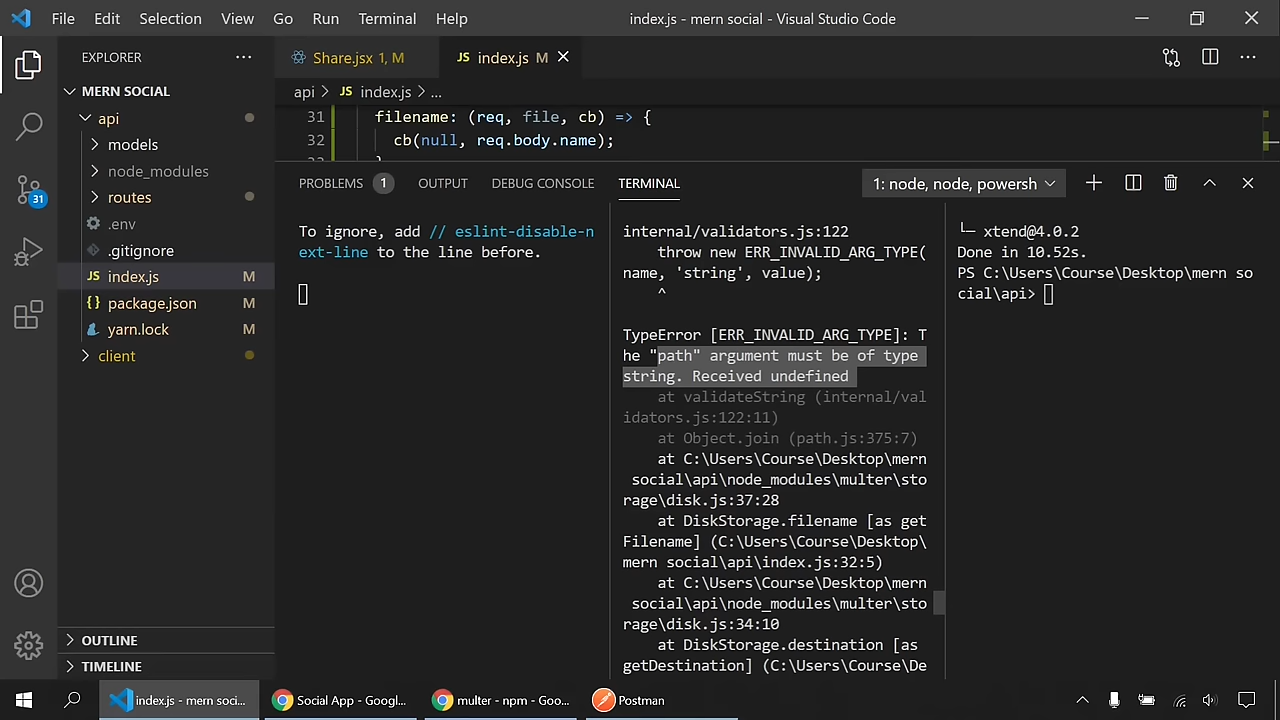 File Edit Selection View Go Run Terminal Help
index.js - mern social - Visual Studio Code
EXPLORER
MERN SOCIAL
api
models
node_modules
routes
.env
.gitignore
JS index.js M
{} package.json M
yarn.lock M
client
OUTLINE
TIMELINE
31
Share.jsx 1, M
JS index.js M
api > JS index.js > ...
31 filename: (req, file, cb) => {
32 cb(null, req.body.name);
PROBLEMS 1 OUTPUT DEBUG CONSOLE TERMINAL
1: node, node, powersh
To ignore, add // eslint-disable-n
ext-line to the line before.
internal/validators.js:122
throw new ERR_INVALID_ARG_TYPE(
name, 'string', value);
^
TypeError [ERR_INVALID_ARG_TYPE]: T
he "path" argument must be of type
string. Received undefined
at validateString (internal/val
idators.js:122:11)
at Object.join (path.js:375:7)
at C:\Users\Course\Desktop\mern
social\api\node_modules\multer\sto
rage\disk.js:37:28
at DiskStorage.filename [as get
Filename] (C:\Users\Course\Desktop\
mern social\api\index.js:32:5)
at C:\Users\Course\Desktop\mern
social\api\node_modules\multer\sto
rage\disk.js:34:10
at DiskStorage.destination [as
getDestination] (C:\Users\Course\De
└─ xtend@4.0.2
Done in 10.52s.
PS C:\Users\Course\Desktop\mern so
cial\api>
index.js - mern soci...
Social App - Googl...
multer - npm - Goo...
Postman